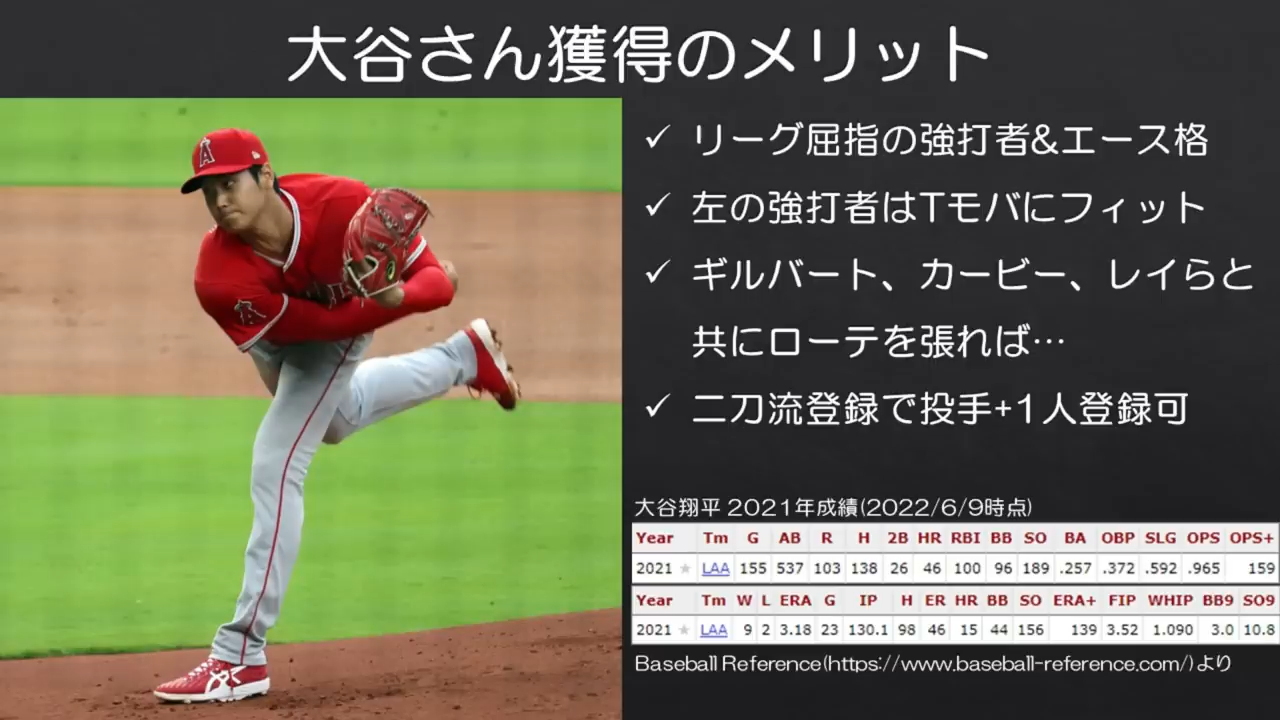 大谷さん獲得のメリット
✓ リーグ屈指の強打者&エース格
✓ 左の強打者はTモバにフィット
✓ ギルバート、カービー、レイらと
共にローテを張れば…
✓ 二刀流登録で投手+1人登録可
大谷翔平 2021年成績(2022/6/9時点)
Year Tm G AB R H 2B HR RBI BB SO BA OBP SLG OPS OPS+
2021 ★ LAA 155 537 103 138 26 46 100 96 189 .257 .372 .592 .965 159
Year Tm W L ERA G IP H ER HR BB SO ERA+ FIP WHIP BB9 SO9
2021 ★ LAA 9 2 3.18 23 130.1 98 46 15 44 156 139 3.52 1.090 3.0 10.8
Baseball Reference(https://www.baseball-reference.com/)より